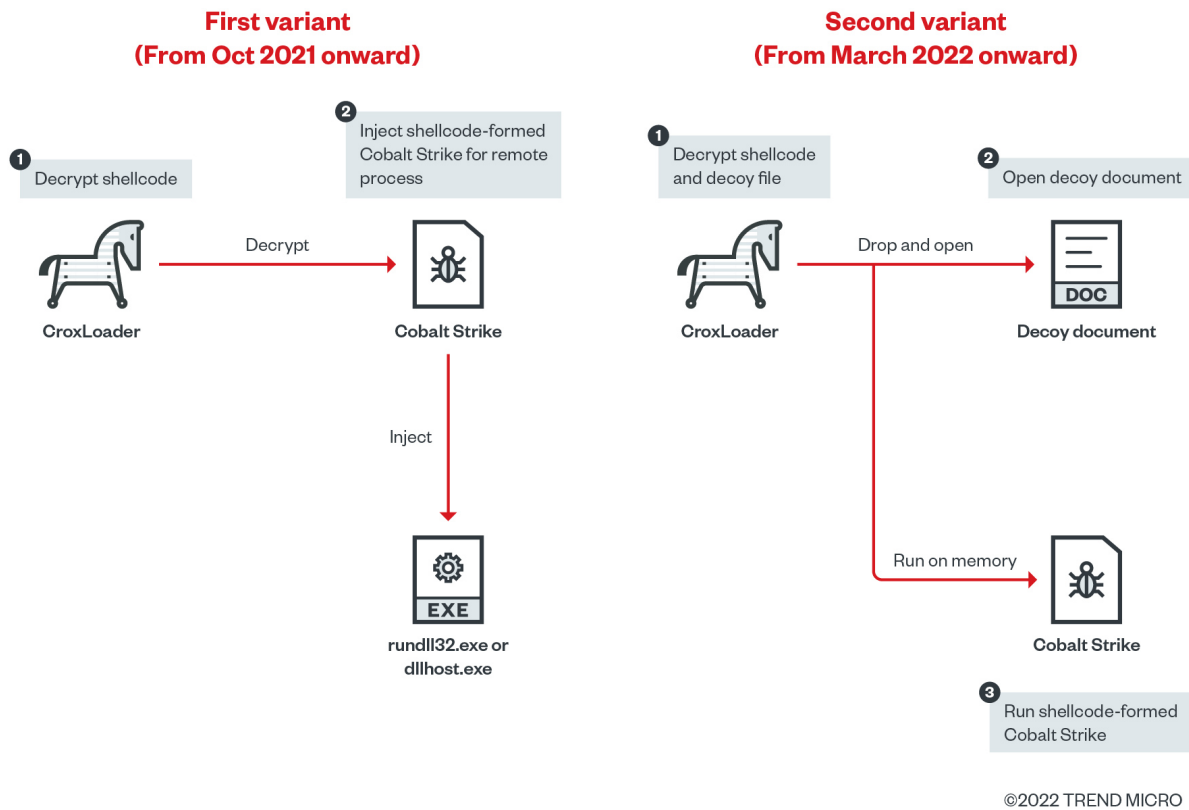 First variant
(From Oct 2021 onward)
1
Decrypt shellcode
2
Inject shellcode-formed
Cobalt Strike for remote
process
Decrypt
CroxLoader
Cobalt Strike
Inject
EXE
rundll32.exe or
dllhost.exe
Second variant
(From March 2022 onward)
1
Decrypt shellcode
and decoy file
2
Open decoy document
Drop and open
DOC
CroxLoader
Decoy document
Run on memory
Cobalt Strike
3
Run shellcode-formed
Cobalt Strike
©2022 TREND MICRO